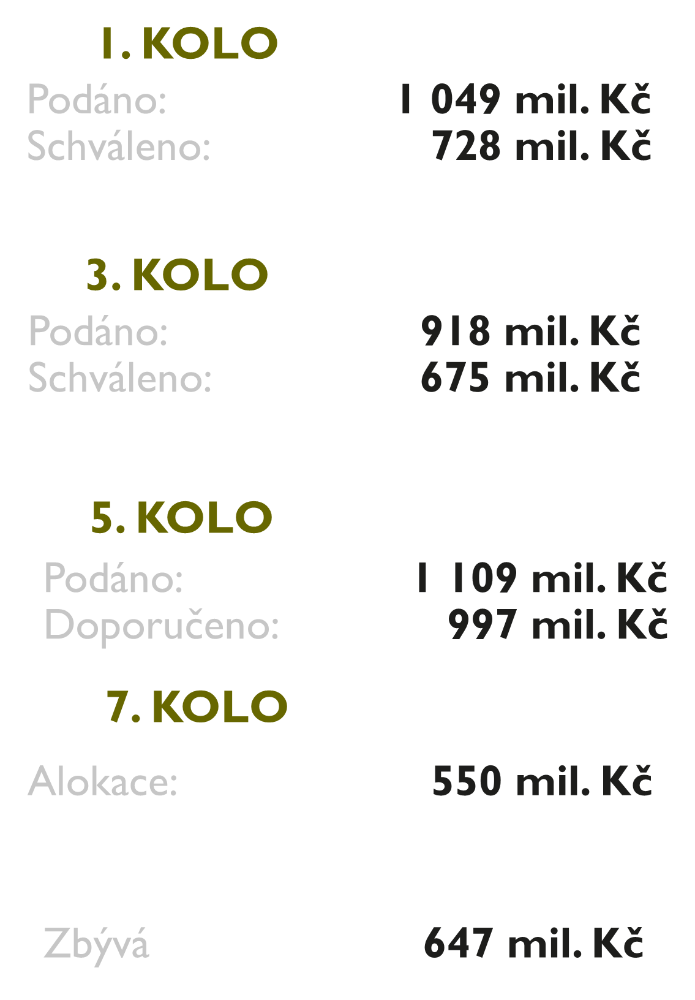 1. KOLO
Podáno: 1 049 mil. Kč
Schváleno: 728 mil. Kč
3. KOLO
Podáno: 918 mil. Kč
Schváleno: 675 mil. Kč
5. KOLO
Podáno: 1 109 mil. Kč
Doporučeno: 997 mil. Kč
7. KOLO
Alokace: 550 mil. Kč
Zbývá 647 mil. Kč